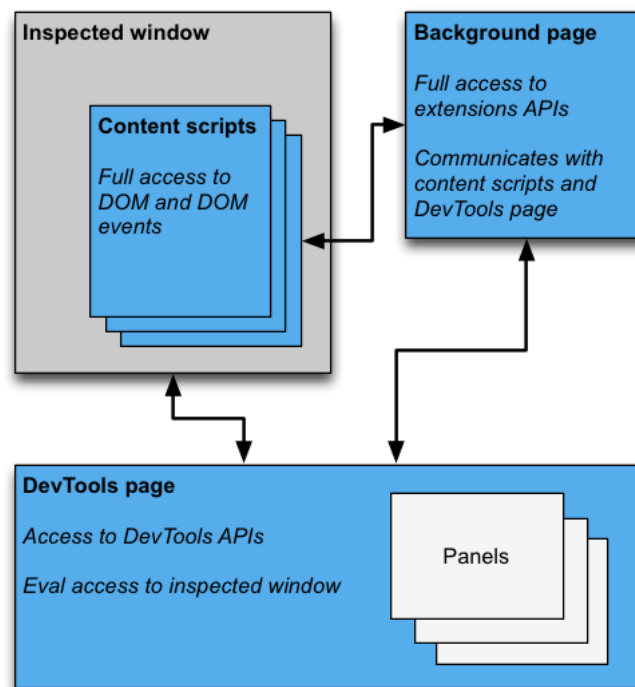 Inspected window
Content scripts
Full access to
DOM and DOM
events
Background page
Full access to
extensions APIs
Communicates with
content scripts and
DevTools page
DevTools page
Access to DevTools APIs
Eval access to inspected window
Panels